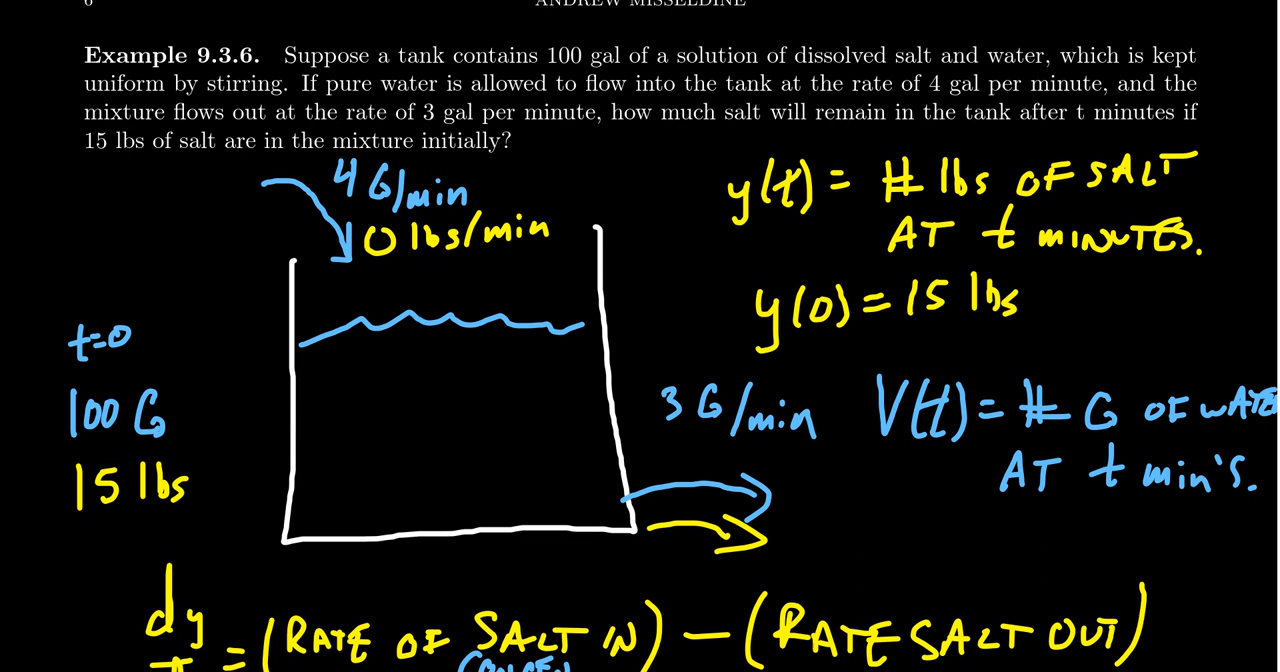 6 ANDREW MISSELDINE
Example 9.3.6. Suppose a tank contains 100 gal of a solution of dissolved salt and water, which is kept
uniform by stirring. If pure water is allowed to flow into the tank at the rate of 4 gal per minute, and the
mixture flows out at the rate of 3 gal per minute, how much salt will remain in the tank after t minutes if
15 lbs of salt are in the mixture initially?
4 G/min
0 lbs/min
y(t) = # lbs OF SALT
AT t MINUTES.
y(0) = 15 lbs
t=0
100 G
15 lbs
3 G/min
V(t) = # G OF WATER
AT t min's.
dy
= (RATE OF SALT IN) - (RATE SALT OUT)